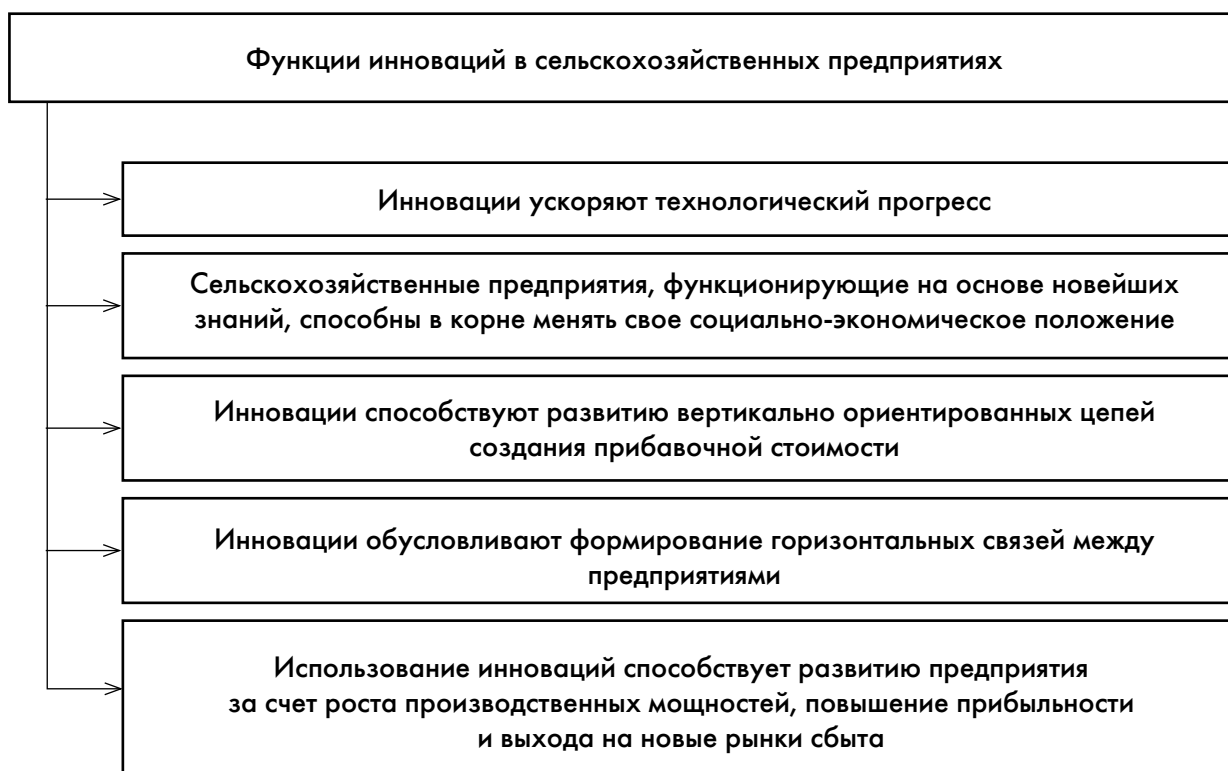 Функции инноваций в сельскохозяйственных предприятиях
Инновации ускоряют технологический прогресс
Сельскохозяйственные предприятия, функционирующие на основе новейших
знаний, способны в корне менять свое социально-экономическое положение
Инновации способствуют развитию вертикально ориентированных цепей
создания прибавочной стоимости
Инновации обусловливают формирование горизонтальных связей между
предприятиями
Использование инноваций способствует развитию предприятия
за счет роста производственных мощностей, повышение прибыльности
и выхода на новые рынки сбыта